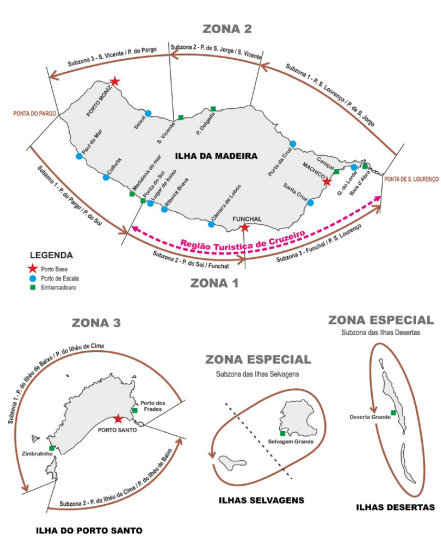 ZONA 2
Subzona 3 - S. Vicente / P. do Pargo
Subzona 2 - P. de S. Jorge / S. Vicente
Subzona 1 - P. S. Lourenço / P. de S. Jorge
PONTA DO PARGO
PORTO MONIZ
Seixal
S. Vicente
P. Delgada
Paul do Mar
Calheta
Madalena do mar
Ponta do Sol
Lugar de baixo
Ribeira Brava
Câmara de Lobos
ILHA DA MADEIRA
Porto da Cruz
Caniçal
MACHICO
Q. do Lorde
Baia d'Abra
PONTA DE S. LOURENÇO
Santa Cruz
FUNCHAL
Região Turística de Cruzeiro
Subzona 1 - P. do Pargo / P. do Sol
Subzona 2 - P. do Sol / Funchal
Subzona 3 - Funchal / P.S. Lourenço
ZONA 1
LEGENDA
Porto Base
Porto de Escala
Embarcadouro
ZONA 3
Subzona 1 - P. do Ilhéu de Baixo / P. do Ilhéu de Cima
Porto dos
Frades
PORTO SANTO
Zimbralinho
Subzona 2 - P. do Ilhéu de Cima / P. do Ilhéu de Baixo
ILHA DO PORTO SANTO
ZONA ESPECIAL
Subzona das Ilhas Selvagens
Selvagem Grande
ILHAS SELVAGENS
ZONA ESPECIAL
Subzona das Ilhas Desertas
Deserta Grande
ILHAS DESERTAS